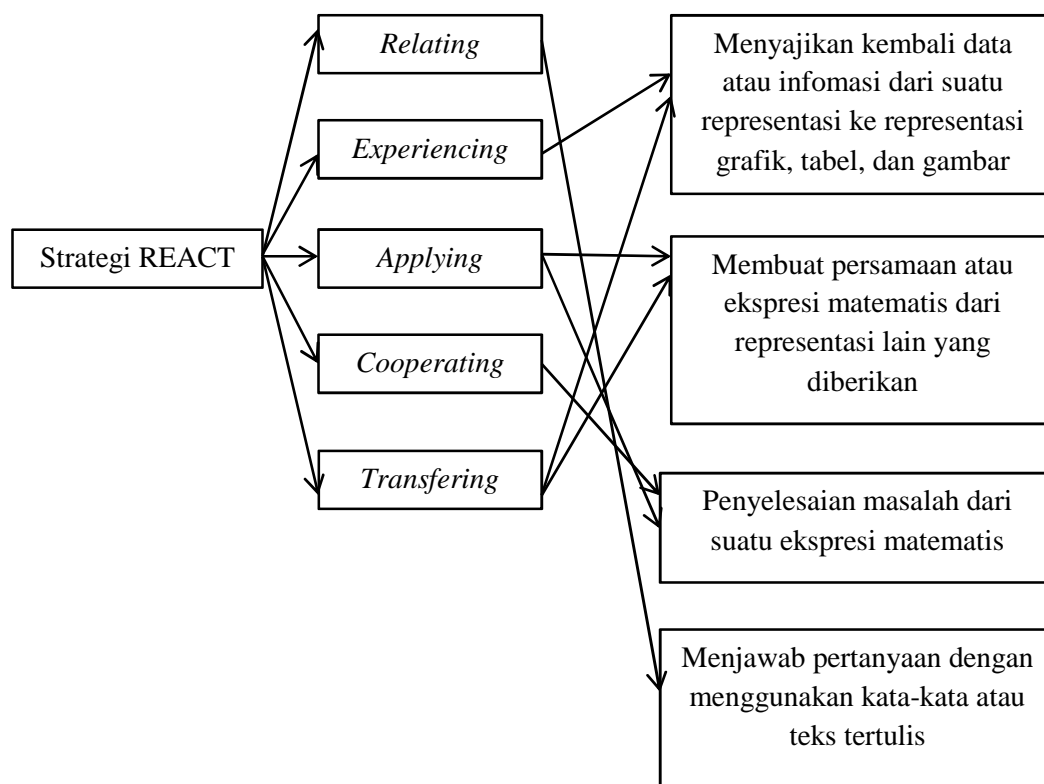 Relating
Experiencing
Strategi REACT
Applying
Cooperating
Transfering
Menyajikan kembali data
atau infomasi dari suatu
representasi ke representasi
grafik, tabel, dan gambar
Membuat persamaan atau
ekspresi matematis dari
representasi lain yang
diberikan
Penyelesaian masalah dari
suatu ekspresi matematis
Menjawab pertanyaan dengan
menggunakan kata-kata atau
teks tertulis